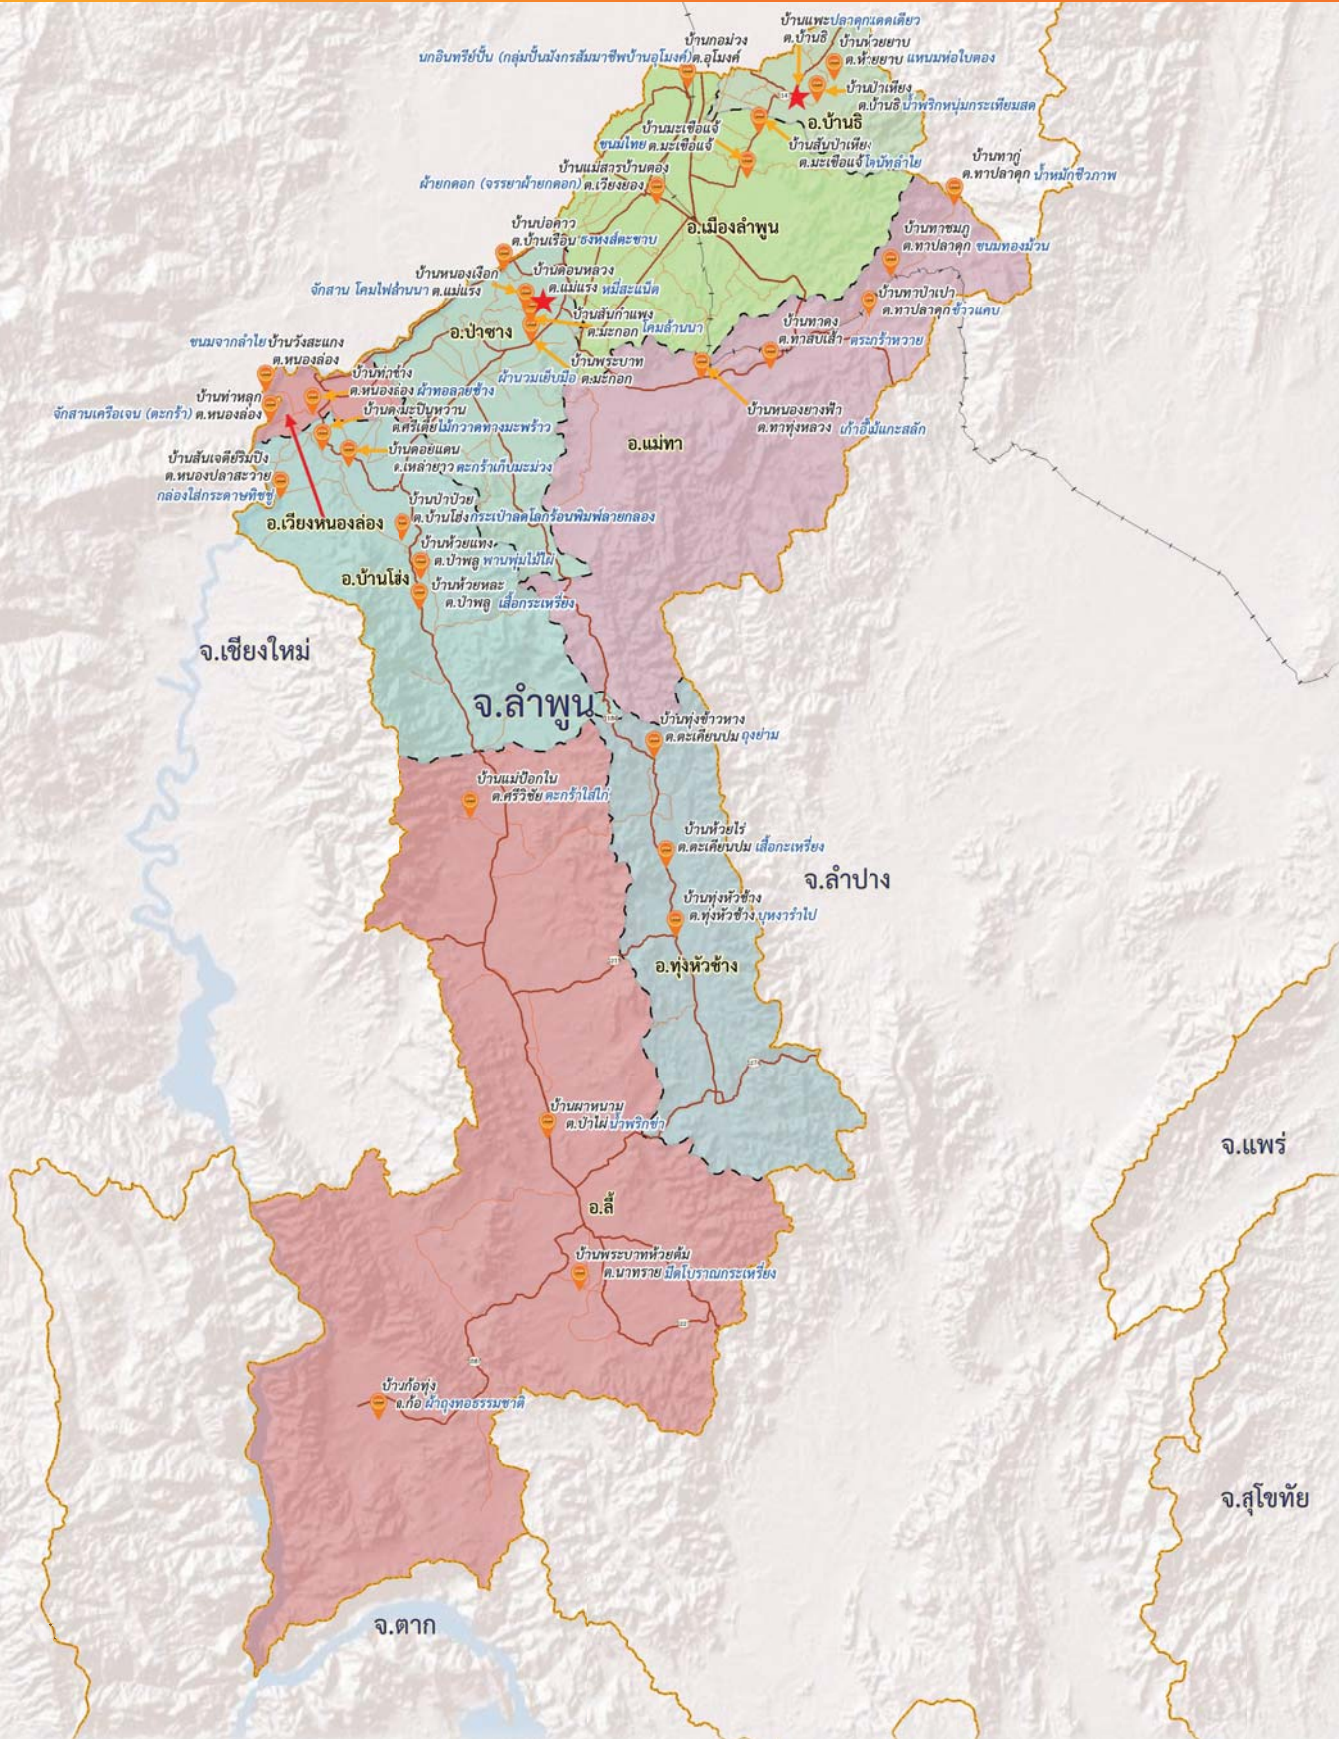 บ้านแพะปลาดุกแดดเดียว
ต.บ้านธิ
บ้านกอม่วง
นกอินทรีย์ปั้น (กลุ่มปั้นมังกรสัมมาชีพบ้านอุโมงค์)ต.อุโมงค์
บ้านห้วยยาบ
ต.ห้วยยาบ แหนมห่อใบตอง
บ้านป่าเหียง
ต.บ้านธิ น้ำพริกหนุ่มกระเทียมสด
อ.บ้านธิ
บ้านมะเขือแจ้
ขนมไทย ต.มะเขือแจ้
บ้านสันป่าเหียง
ต.มะเขือแจ้ โดนัทลำไย
บ้านแม่สารบ้านตอง
ผ้ายกดอก (จรรยาผ้ายกดอก) ต.เวียงยอง
บ้านทากู่
ต.ทาปลาดุก น้ำหมักชีวภาพ
อ.เมืองลำพูน
บ้านทาชมภู
ต.ทาปลาดุก ขนมทองม้วน
บ้านบ่อคาว
ต.บ้านเรือน ธงหงส์ตะขาบ
บ้านหนองเงือก
จักสาน โคมไฟล้านนา ต.แม่แรง
บ้านดอนหลวง
ต.แม่แรง หมี่สะแน็ด
บ้านทาป่าเปา
ต.ทาปลาดุก ข้าวแคบ
บ้านสันกำแพง
ต.มะกอก โคมล้านนา
อ.ป่าซาง
บ้านทาดง
ต.ทาสบเส้า ตระกร้าหวาย
ขนมจากลำไย บ้านวังสะแกง
ต.หนองล่อง
บ้านพระบาท
ผ้านวมเย็บมือ ต.มะกอก
บ้านท่าช้าง
ต.หนองล่อง ผ้าทอลายช้าง
บ้านท่าหลุก
จักสานเครือเจน (ตะกร้า) ต.หนองล่อง
บ้านดงมะปินหวาน
ต.ศรีเตี้ย ไม้กวาดทางมะพร้าว
บ้านหนองยางฟ้า
ต.ทาทุ่งหลวง เก้าอี้ไม้แกะสลัก
อ.แม่ทา
บ้านดอยแดน
ต.เหล่ายาว ตะกร้าเก็บมะม่วง
บ้านสันเจดีย์ริมปิง
ต.หนองปลาสะวาย
กล่องใส่กระดาษทิชชู่
บ้านป่าป๋วย
ต.บ้านโฮ่ง กระเป๋าลดโลกร้อนพิมพ์ลายกลอง
อ.เวียงหนองล่อง
บ้านห้วยแทง
ต.ป่าพลู พานพุ่มไม้ไผ่
อ.บ้านโฮ่ง
บ้านห้วยหละ
ต.ป่าพลู เสื้อกระเหรี่ยง
จ.เชียงใหม่
จ.ลำพูน
บ้านทุ่งข้าวหาง
ต.ตะเคียนปม ถุงย่าม
บ้านแม่ป๊อกใน
ต.ศรีวิชัย ตะกร้าใส่ไก่
บ้านห้วยไร่
ต.ตะเคียนปม เสื้อกะเหรี่ยง
จ.ลำปาง
บ้านทุ่งหัวช้าง
ต.ทุ่งหัวช้าง บุหงารำไป
อ.ทุ่งหัวช้าง
บ้านผาหนาม
ต.ป่าไผ่ น้ำพริกข่า
จ.แพร่
อ.ลี้
บ้านพระบาทห้วยต้ม
ต.นาทราย มีดโบราณกระเหรี่ยง
บ้านก้อทุ่ง
ต.ก้อ ผ้าถุงทอธรรมชาติ
จ.สุโขทัย
จ.ตาก